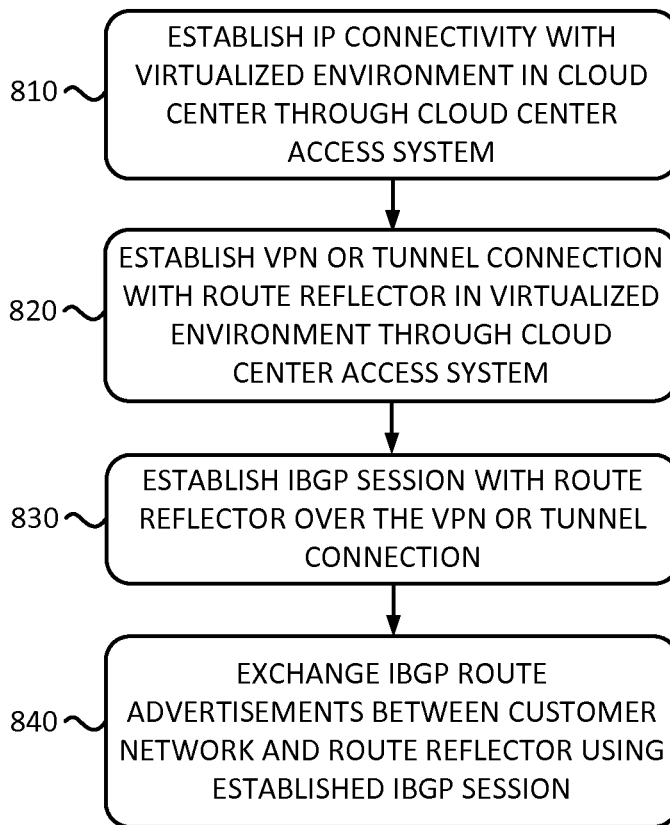 810
ESTABLISH IP CONNECTIVITY WITH
VIRTUALIZED ENVIRONMENT IN CLOUD
CENTER THROUGH CLOUD CENTER
ACCESS SYSTEM
820
ESTABLISH VPN OR TUNNEL CONNECTION
WITH ROUTE REFLECTOR IN VIRTUALIZED
ENVIRONMENT THROUGH CLOUD
CENTER ACCESS SYSTEM
830
ESTABLISH IBGP SESSION WITH ROUTE
REFLECTOR OVER THE VPN OR TUNNEL
CONNECTION
840
EXCHANGE IBGP ROUTE
ADVERTISEMENTS BETWEEN CUSTOMER
NETWORK AND ROUTE REFLECTOR USING
ESTABLISHED IBGP SESSION